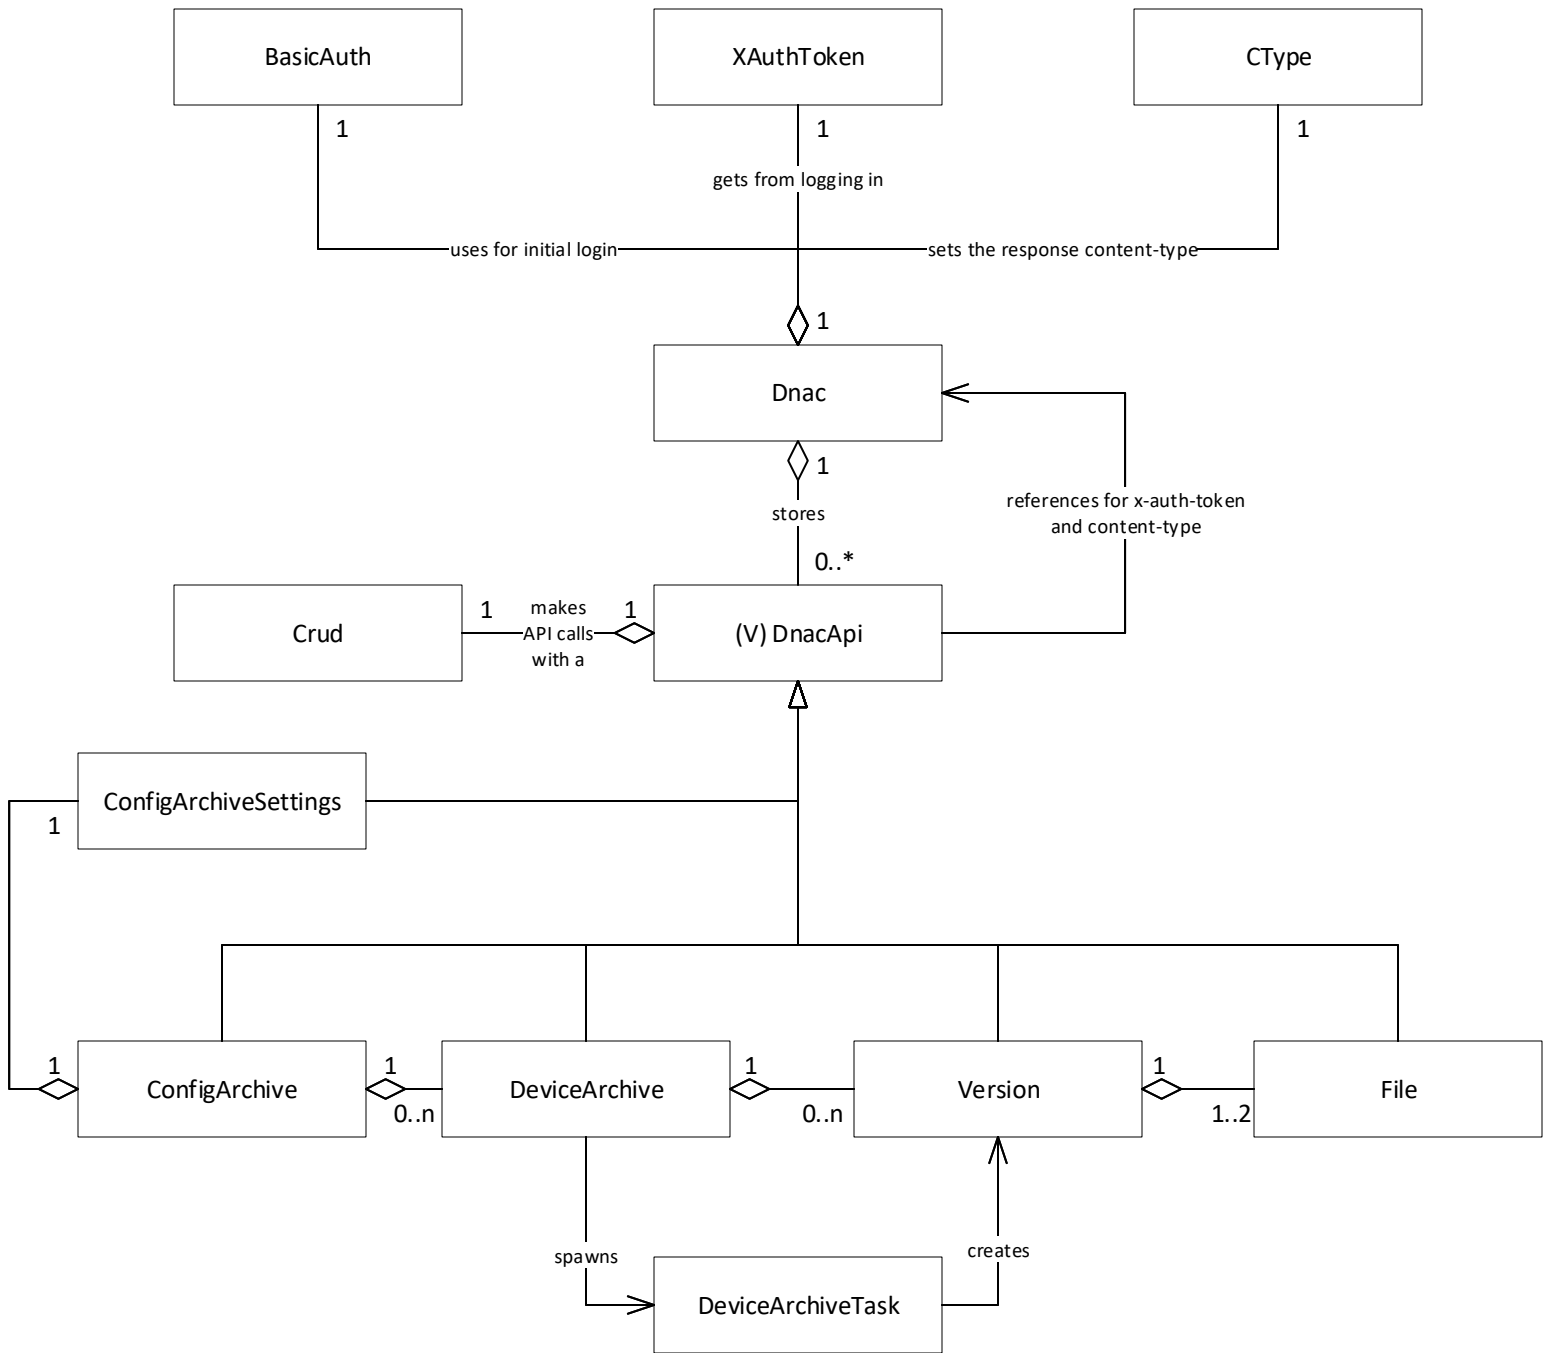 BasicAuth
XAuthToken
CType
1
1
1
gets from logging in
uses for initial login
sets the response content-type
1
Dnac
1
stores
references for x-auth-token
and content-type
0..*
Crud
1
makes
API calls
with a
1
(V) DnacApi
ConfigArchiveSettings
1
1
ConfigArchive
1
0..n
DeviceArchive
1
0..n
Version
1
1..2
File
spawns
creates
DeviceArchiveTask